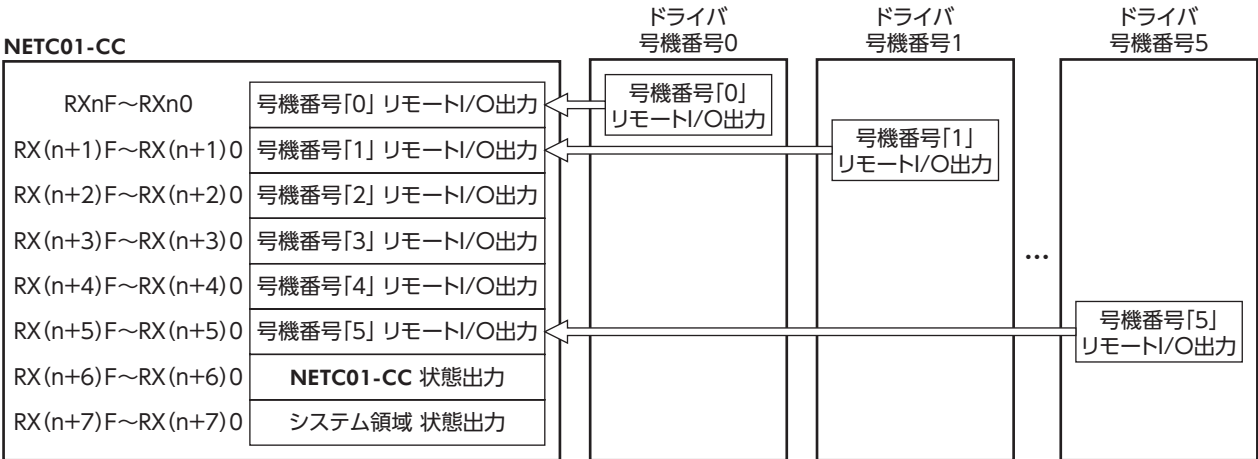 ドライバ
号機番号0
ドライバ
号機番号1
ドライバ
号機番号5
NETC01-CC
RXnF～RXn0
号機番号「0」 リモートI/O出力
号機番号「0」
リモートI/O出力
RX(n+1)F～RX(n+1)0
号機番号「1」 リモートI/O出力
号機番号「1」
リモートI/O出力
RX(n+2)F～RX(n+2)0
号機番号「2」 リモートI/O出力
RX(n+3)F～RX(n+3)0
号機番号「3」 リモートI/O出力
…
RX(n+4)F～RX(n+4)0
号機番号「4」 リモートI/O出力
RX(n+5)F～RX(n+5)0
号機番号「5」 リモートI/O出力
号機番号「5」
リモートI/O出力
RX(n+6)F～RX(n+6)0
NETC01-CC 状態出力
RX(n+7)F～RX(n+7)0
システム領域 状態出力